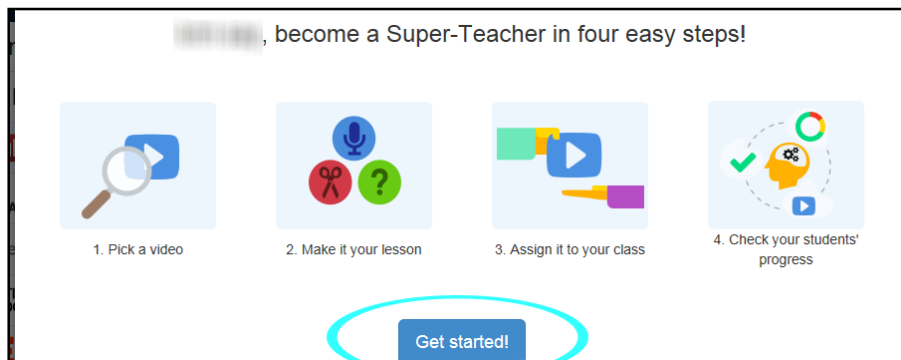 , become a Super-Teacher in four easy steps!
?
1. Pick a video
2. Make it your lesson
3. Assign it to your class
4. Check your students'
progress
Get started!